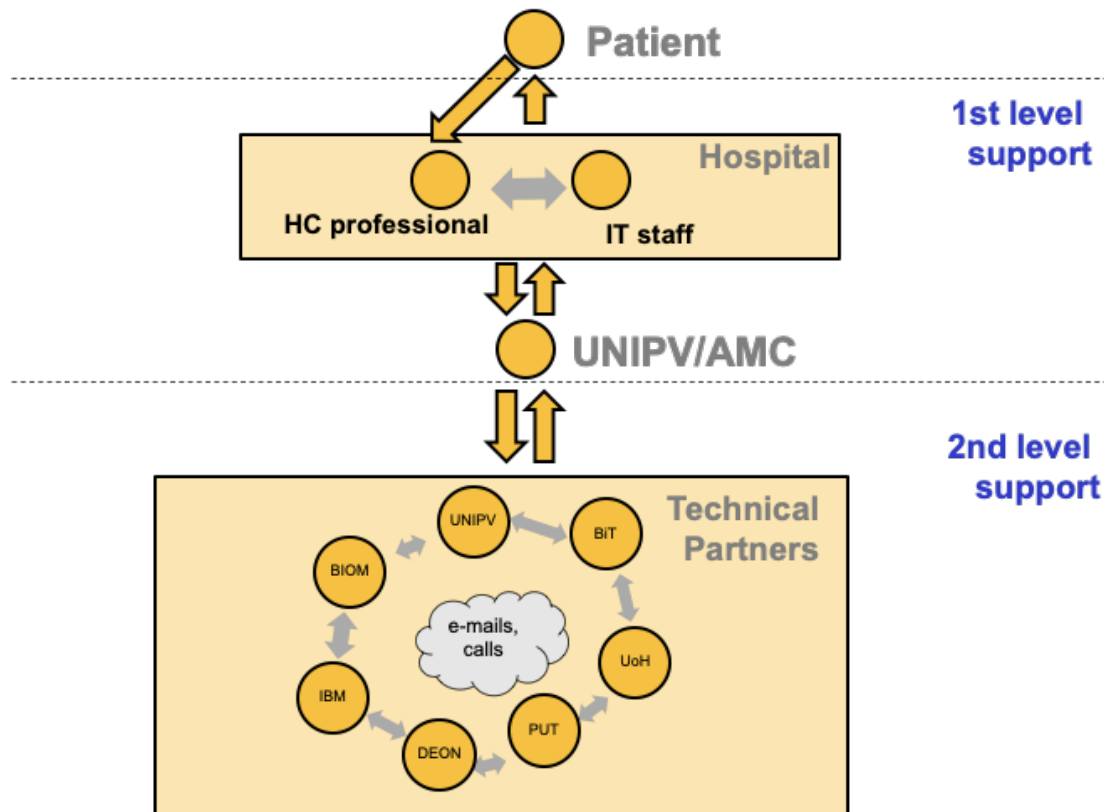 Patient
1st level
support
Hospital
HC professional
IT staff
UNIPV/AMC
2nd level
support
Technical
Partners
UNIPV
BiT
BIOM
e-mails,
calls
UoH
IBM
PUT
DEON